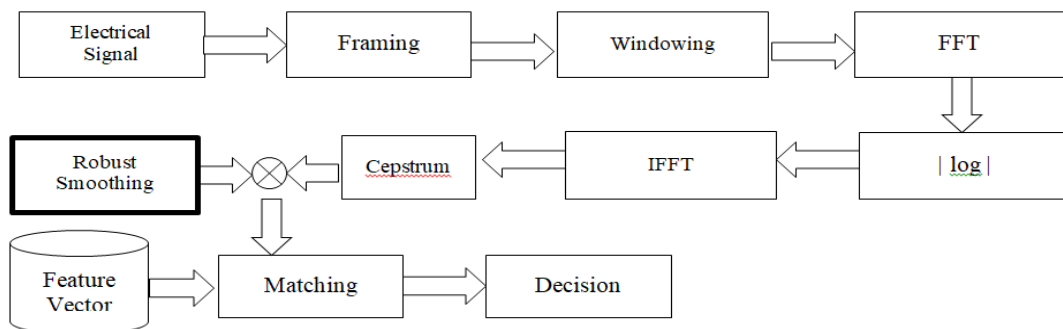 Electrical
Signal
Framing
Windowing
FFT
Robust
Smoothing
Cepstrum
IFFT
| log |
Feature
Vector
Matching
Decision